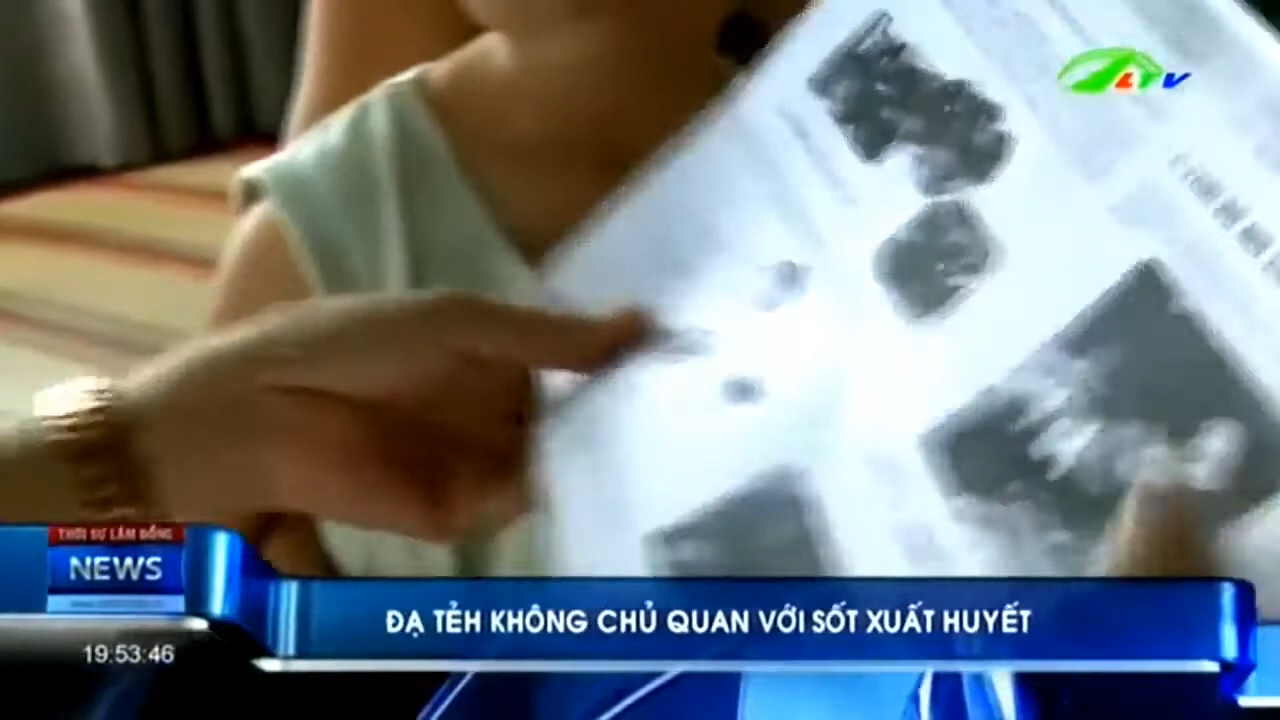 LTV
THỜI SỰ LÂM ĐỒNG
NEWS
ĐẠ TẺH KHÔNG CHỦ QUAN VỚI SỐT XUẤT HUYẾT
19:53:46